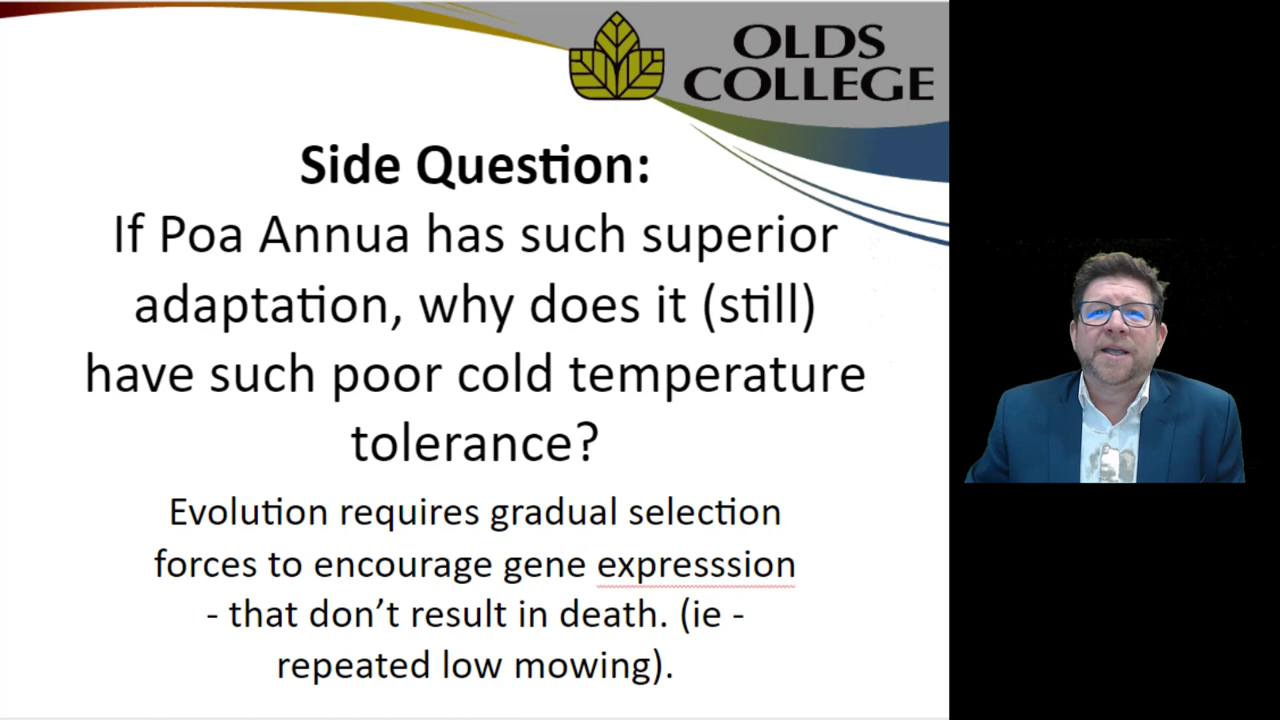 OLDS
COLLEGE
Side Question:
If Poa Annua has such superior
adaptation, why does it (still)
have such poor cold temperature
tolerance?
Evolution requires gradual selection
forces to encourage gene expresssion
- that don’t result in death. (ie -
repeated low mowing).